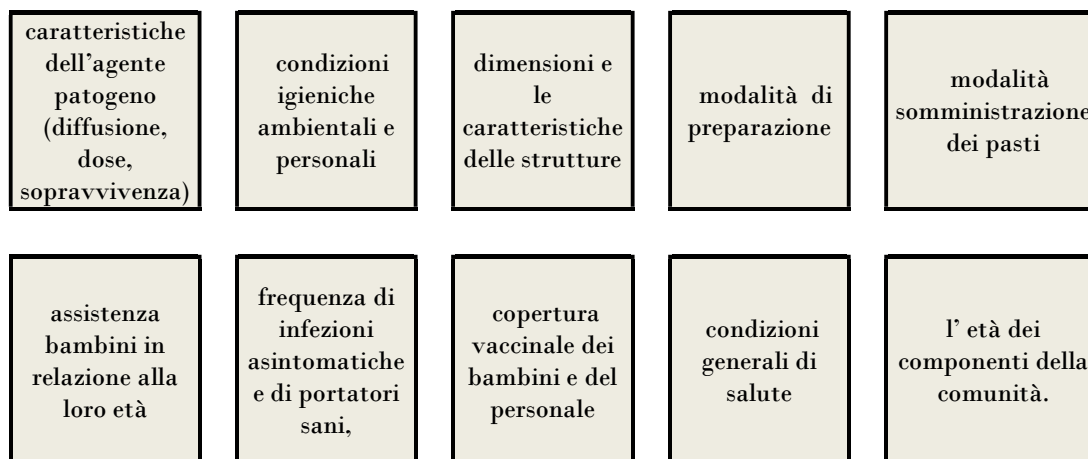 caratteristiche
dell’agente
patogeno
(diffusione,
dose,
sopravvivenza)
condizioni
igieniche
ambientali e
personali
dimensioni e
le
caratteristiche
delle strutture
modalità di
preparazione
modalità
somministrazione
dei pasti
assistenza
bambini in
relazione alla
loro età
frequenza di
infezioni
asintomatiche
e di portatori
sani,
copertura
vaccinale dei
bambini e del
personale
condizioni
generali di
salute
l’ età dei
componenti della
comunità.